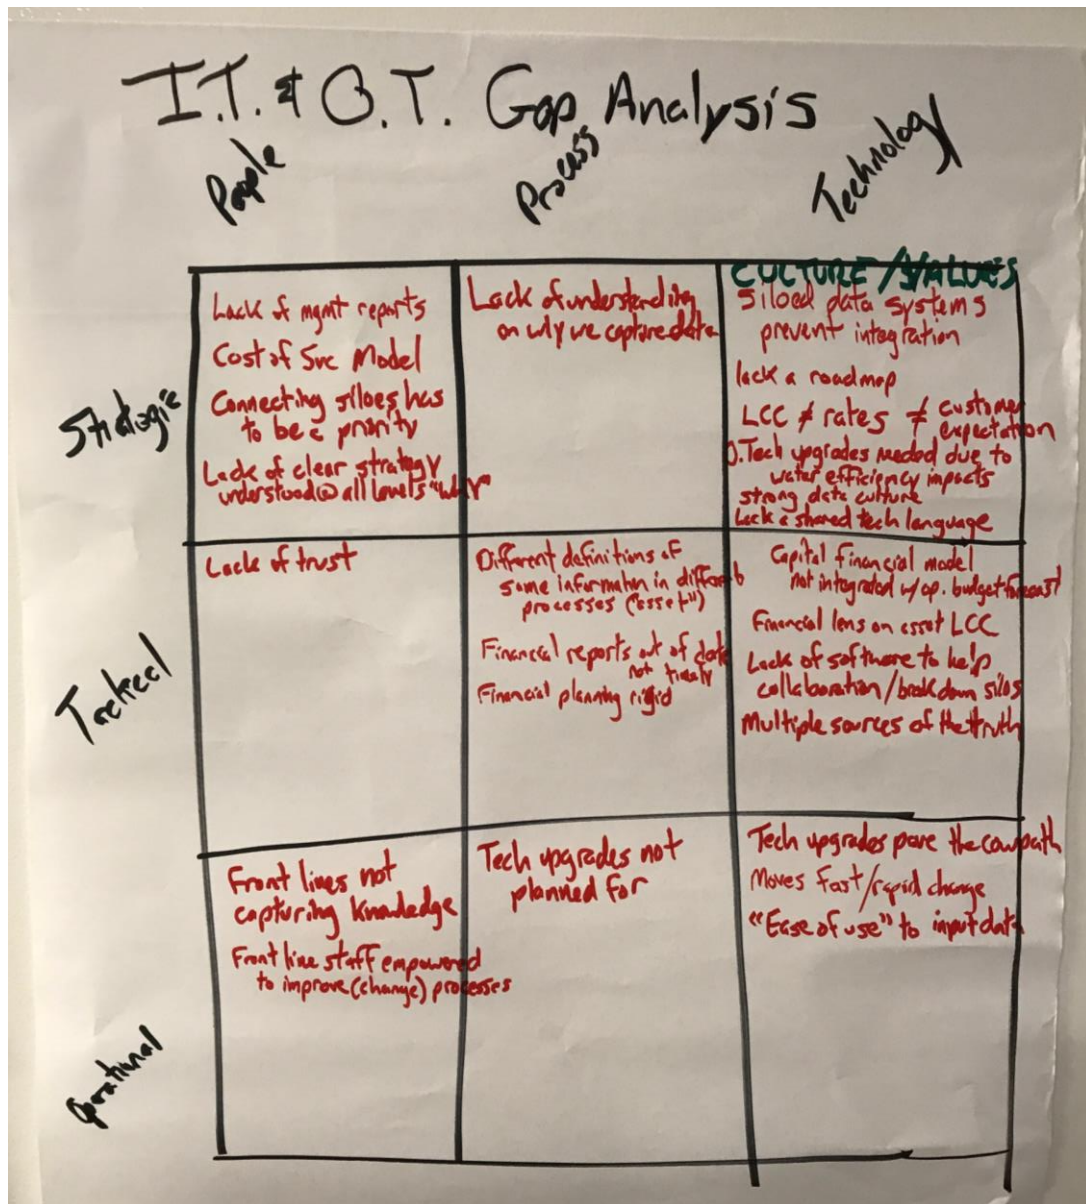 I.T. & O.T. Gap Analysis
People
Process
Technology
Strategic
Lack of mgmt reports
Cost of Svc Model
Connecting siloes has
to be a priority
Lack of clear strategy
understood @ all levels "WHY"
Lack of understanding
on why we capture data
CULTURE / VALUES
Siloed data systems
prevent integration
lack a roadmap
LCC ≠ rates ≠ customer
expectation
Tech upgrades needed due to
water efficiency impacts
strong data culture
Lack a shared tech language
Tactical
Lack of trust
Different definitions of
same information in different
processes ("asset")
Financial reports out of date
not timely
Financial planning rigid
Capital financial model
not integrated w/ op. budget forecast
Financial lens on asset LCC
Lack of software to help
collaboration/break down silos
Multiple sources of the truth
Operational
Front lines not
capturing knowledge
Front line staff empowered
to improve (change) processes
Tech upgrades not
planned for
Tech upgrades pave the cowpath
Moves fast/rapid change
"Ease of use" to input data